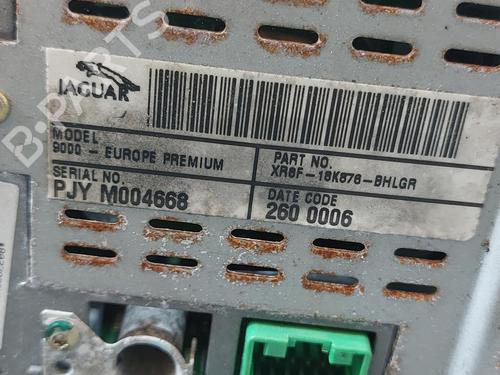 JAGUAR
MODEL
9000 - EUROPE PREMIUM
PART NO.
XR8F-18K876-BHLGR
SERIAL NO.
PJY M004668
DATE CODE
260 0006
B-PARTS